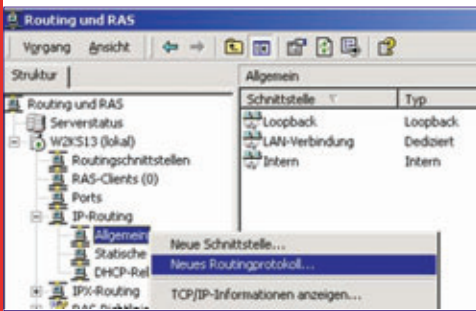 Routing und RAS
Vorgang Ansicht
Struktur
Allgemein
Routing und RAS
Serverstatus
W2KS13 (lokal)
Routingschnittstellen
RAS-Clients (0)
Ports
IP-Routing
Allgemein
Statische
DHCP-Rel
IPX-Routing
Schnittstelle Typ
Loopback Loopback
LAN-Verbindung Dediziert
Intern Intern
Neue Schnittstelle...
Neues Routingprotokoll...
TCP/IP-Informationen anzeigen...